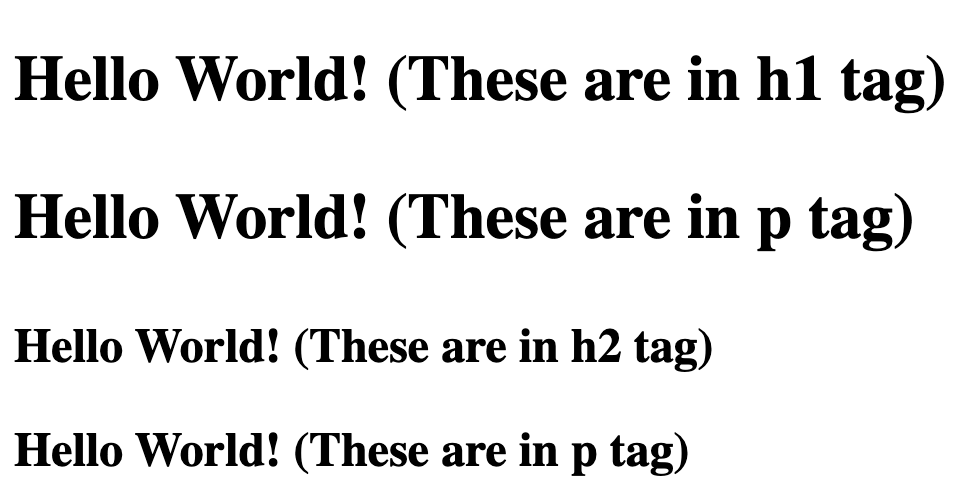 Hello World! (These are in h1 tag)
Hello World! (These are in p tag)
Hello World! (These are in h2 tag)
Hello World! (These are in p tag)